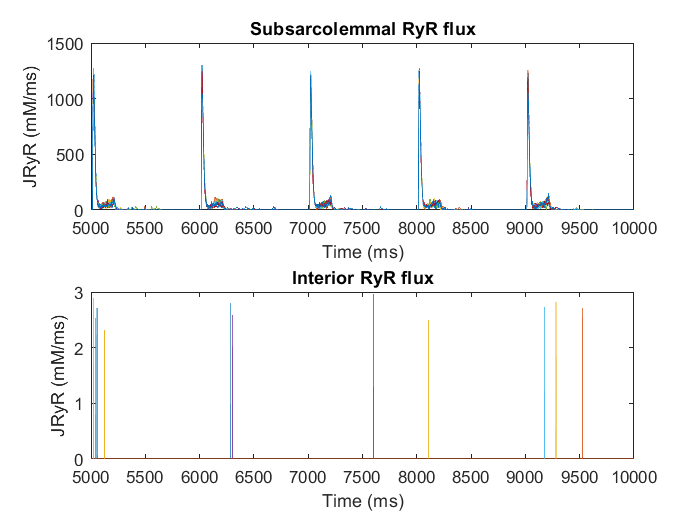 Subsarcolemmal RyR flux
1500
1000
500
0
JRyR (mM/ms)
5000 5500 6000 6500 7000 7500 8000 8500 9000 9500 10000
Time (ms)
Interior RyR flux
3
2
1
0
JRyR (mM/ms)
5000 5500 6000 6500 7000 7500 8000 8500 9000 9500 10000
Time (ms)